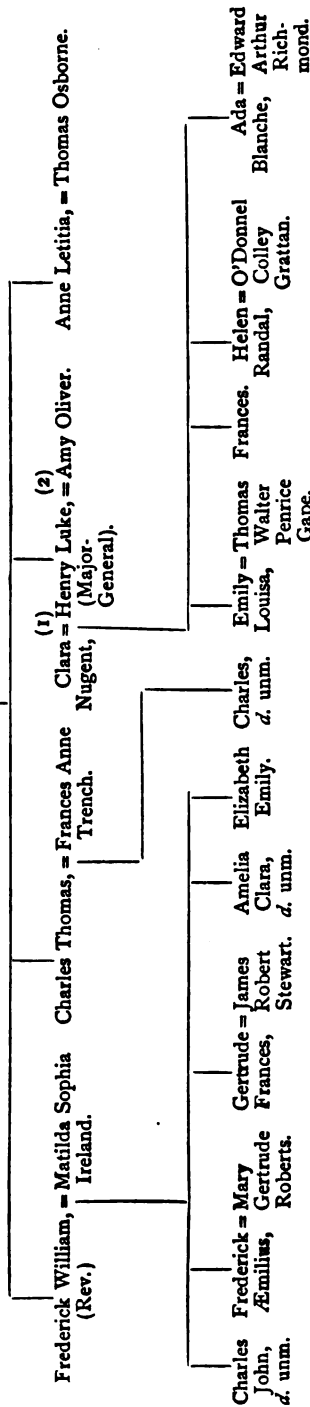 Frederick William, = Matilda Sophia
(Rev.) Ireland.
Charles Thomas, = Frances Anne
Trench.
(1) (2)
Clara = Henry Luke, = Amy Oliver.
Nugent, (Major-
General).
Anne Letitia, = Thomas Osborne.
Charles
John,
d. unm.
Frederick = Mary
Æmilius, Gertrude
Roberts.
Gertrude = James
Frances, Robert
Stewart.
Amelia
Clara,
d. unm.
Elizabeth
Emily.
Charles,
d. unm.
Emily = Thomas
Louisa, Walter
Penrice
Gape.
Frances.
Helen = O'Donnel
Randal, Colley
Grattan.
Ada = Edward
Blanche, Arthur
Rich-
mond.